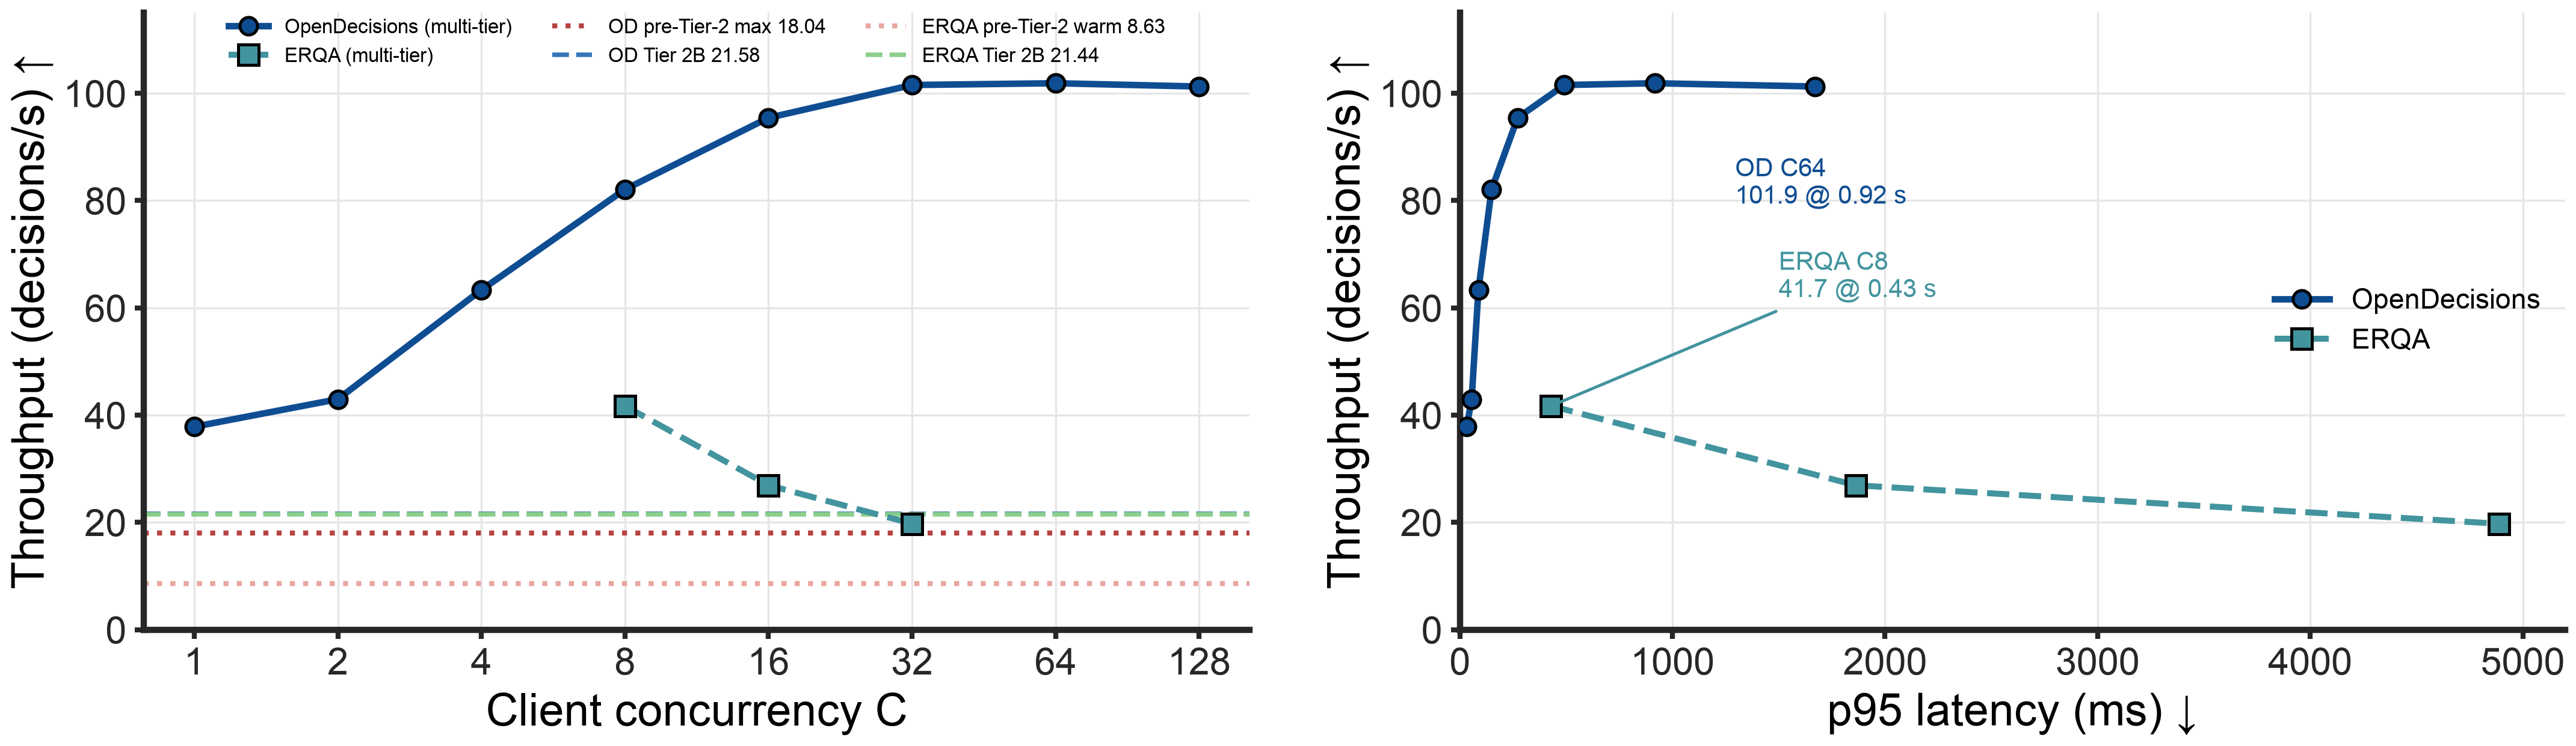 OpenDecisions (multi-tier)
ERQA (multi-tier)
OD pre-Tier-2 max 18.04
OD Tier 2B 21.58
ERQA pre-Tier-2 warm 8.63
ERQA Tier 2B 21.44
Throughput (decisions/s) ↑
100
80
60
40
20
0
1 2 4 8 16 32 64 128
Client concurrency C
Throughput (decisions/s) ↑
100
80
60
40
20
0
OD C64
101.9 @ 0.92 s
ERQA C8
41.7 @ 0.43 s
OpenDecisions
ERQA
0 1000 2000 3000 4000 5000
p95 latency (ms) ↓